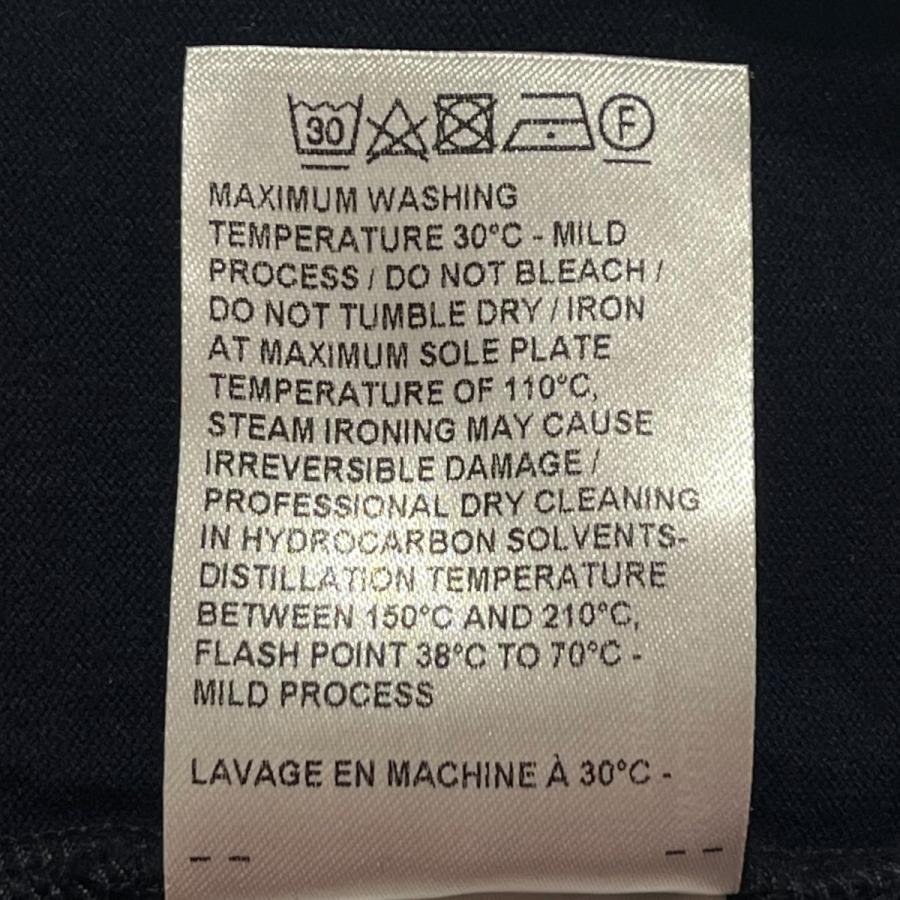 30 F
MAXIMUM WASHING
TEMPERATURE 30°C - MILD
PROCESS / DO NOT BLEACH /
DO NOT TUMBLE DRY / IRON
AT MAXIMUM SOLE PLATE
TEMPERATURE OF 110°C,
STEAM IRONING MAY CAUSE
IRREVERSIBLE DAMAGE /
PROFESSIONAL DRY CLEANING
IN HYDROCARBON SOLVENTS-
DISTILLATION TEMPERATURE
BETWEEN 150°C AND 210°C,
FLASH POINT 38°C TO 70°C -
MILD PROCESS
LAVAGE EN MACHINE À 30°C -